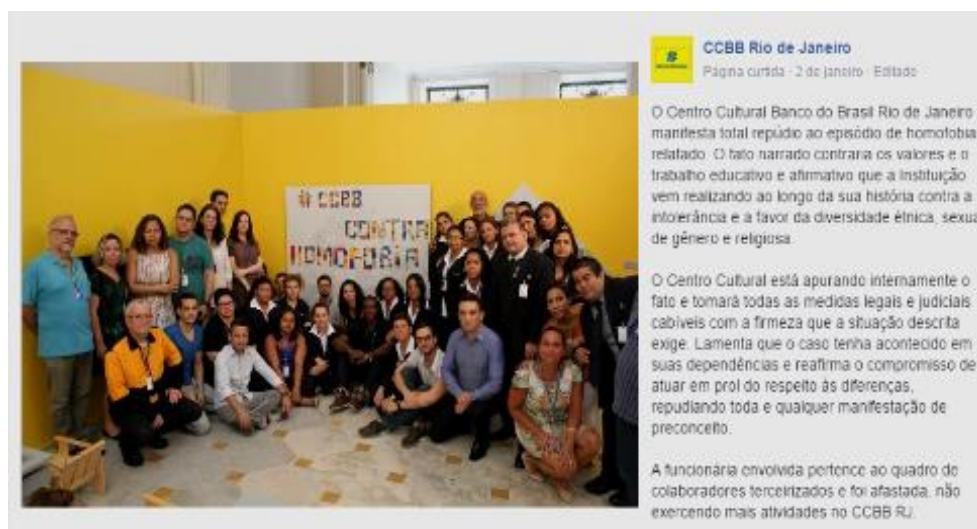 # CCBB
CONTRA
HOMOFOBIA
CCBB Rio de Janeiro
Página curtida · 2 de janeiro · Editado
O Centro Cultural Banco do Brasil Rio de Janeiro
manifesta total repúdio ao episódio de homofobia
relatado. O fato narrado contraria os valores e o
trabalho educativo e afirmativo que a Instituição
vem realizando ao longo da sua história contra a
intolerância e a favor da diversidade étnica, sexua
de gênero e religiosa.
O Centro Cultural está apurando internamente o
fato e tomará todas as medidas legais e judiciais
cabíveis com a firmeza que a situação descrita
exige. Lamenta que o caso tenha acontecido em
suas dependências e reafirma o compromisso de
atuar em prol do respeito às diferenças,
repudiando toda e qualquer manifestação de
preconceito.
A funcionária envolvida pertence ao quadro de
colaboradores terceirizados e foi afastada, não
exercendo mais atividades no CCBB RJ.